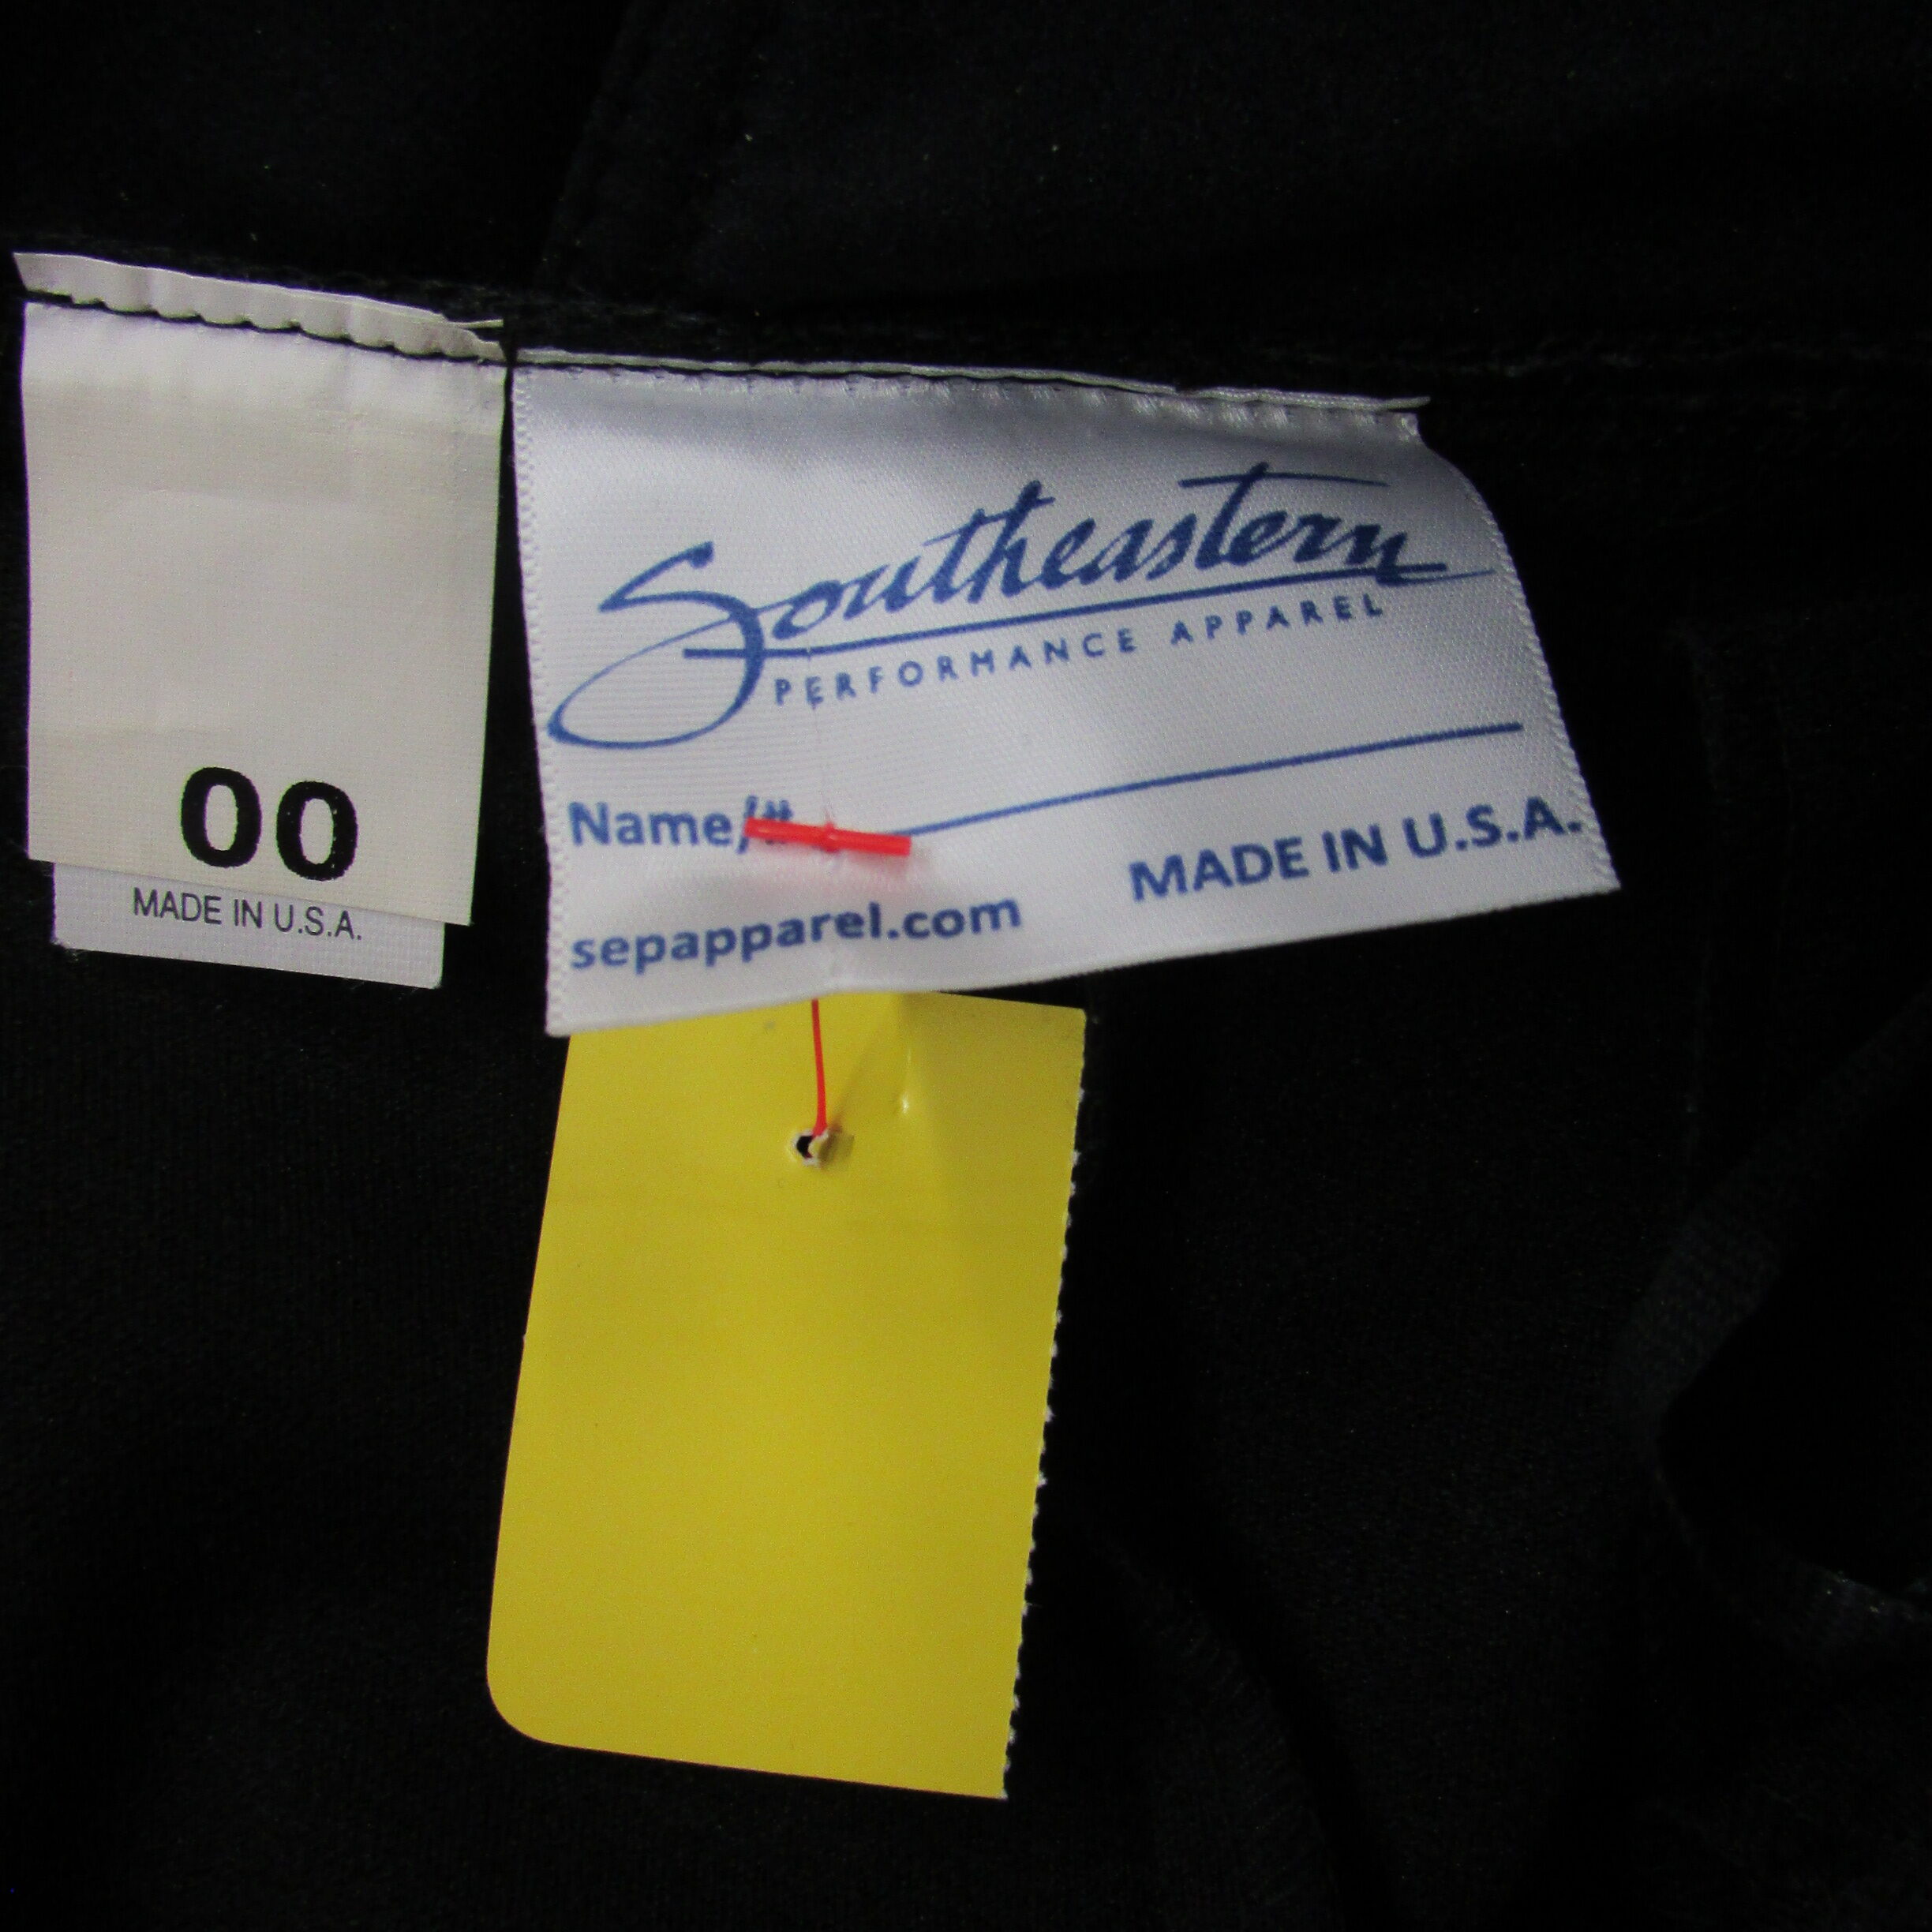 00
MADE IN U.S.A.
Southeastern
PERFORMANCE APPAREL
Name/#
sepapparel.com MADE IN U.S.A.